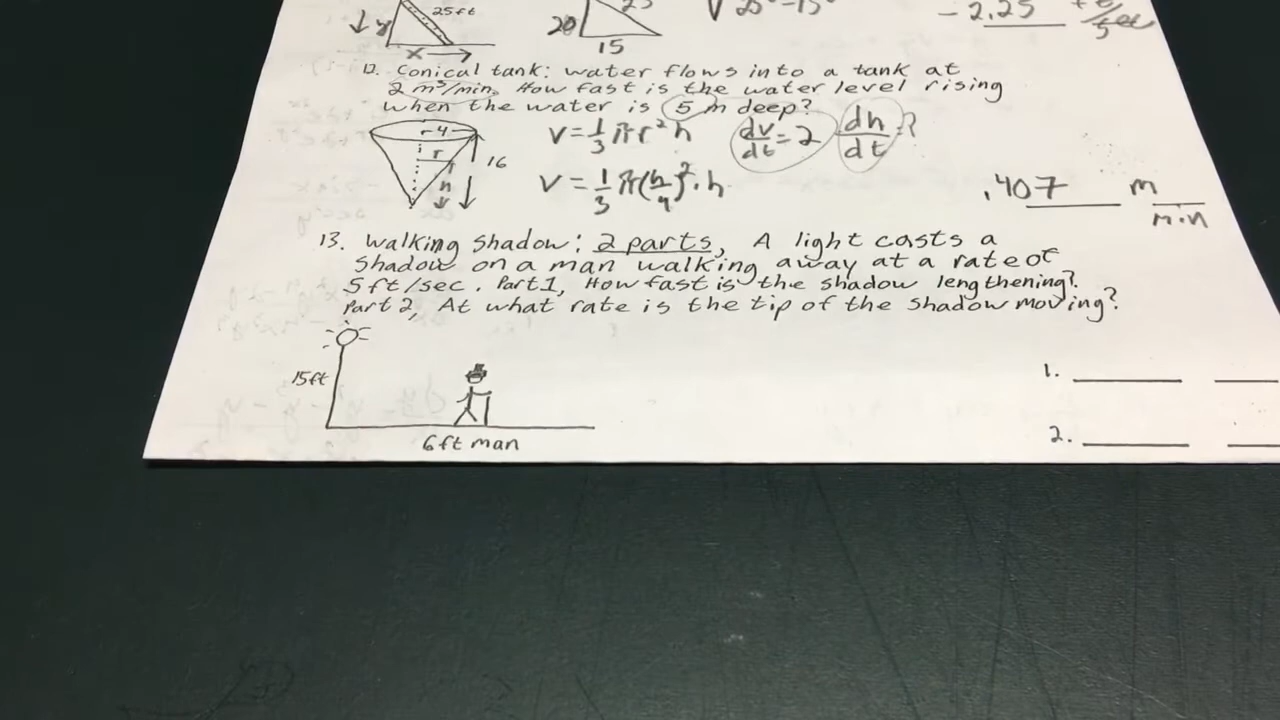 25ft
y
x
20
15
- 2.25
12. Conical tank: water flows into a tank at
2 m³/min. How fast is the water level rising
when the water is 5 m deep?
r 4
r
h
16
V = 1/3 πr²h
dv/dt = 2
dh/dt = ?
V = 1/3 π(h/4)²·h
.407 m/min
13. Walking Shadow: 2 parts, A light casts a
shadow on a man walking away at a rate of
5ft/sec. Part 1, How fast is the shadow lengthening?
Part 2, At what rate is the tip of the shadow moving?
15ft
6ft man
1.
2.